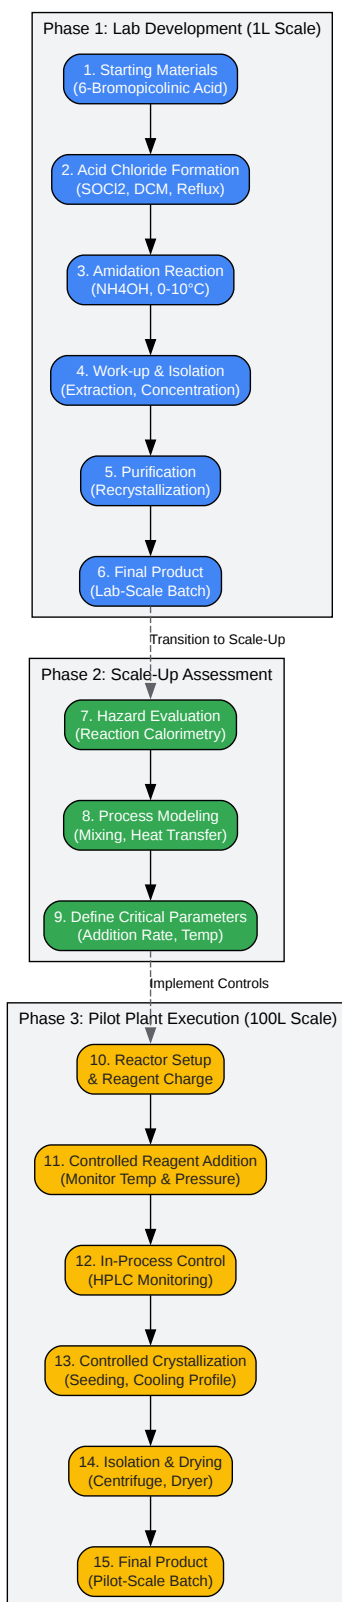 Phase 1: Lab Development (1L Scale)
1. Starting Materials
(6-Bromopicolinic Acid)
2. Acid Chloride Formation
(SOCl2, DCM, Reflux)
3. Amidation Reaction
(NH4OH, 0-10°C)
4. Work-up & Isolation
(Extraction, Concentration)
5. Purification
(Recrystallization)
6. Final Product
(Lab-Scale Batch)
Transition to Scale-Up
Phase 2: Scale-Up Assessment
7. Hazard Evaluation
(Reaction Calorimetry)
8. Process Modeling
(Mixing, Heat Transfer)
9. Define Critical Parameters
(Addition Rate, Temp)
Implement Controls
Phase 3: Pilot Plant Execution (100L Scale)
10. Reactor Setup
& Reagent Charge
11. Controlled Reagent Addition
(Monitor Temp & Pressure)
12. In-Process Control
(HPLC Monitoring)
13. Controlled Crystallization
(Seeding, Cooling Profile)
14. Isolation & Drying
(Centrifuge, Dryer)
15. Final Product
(Pilot-Scale Batch)